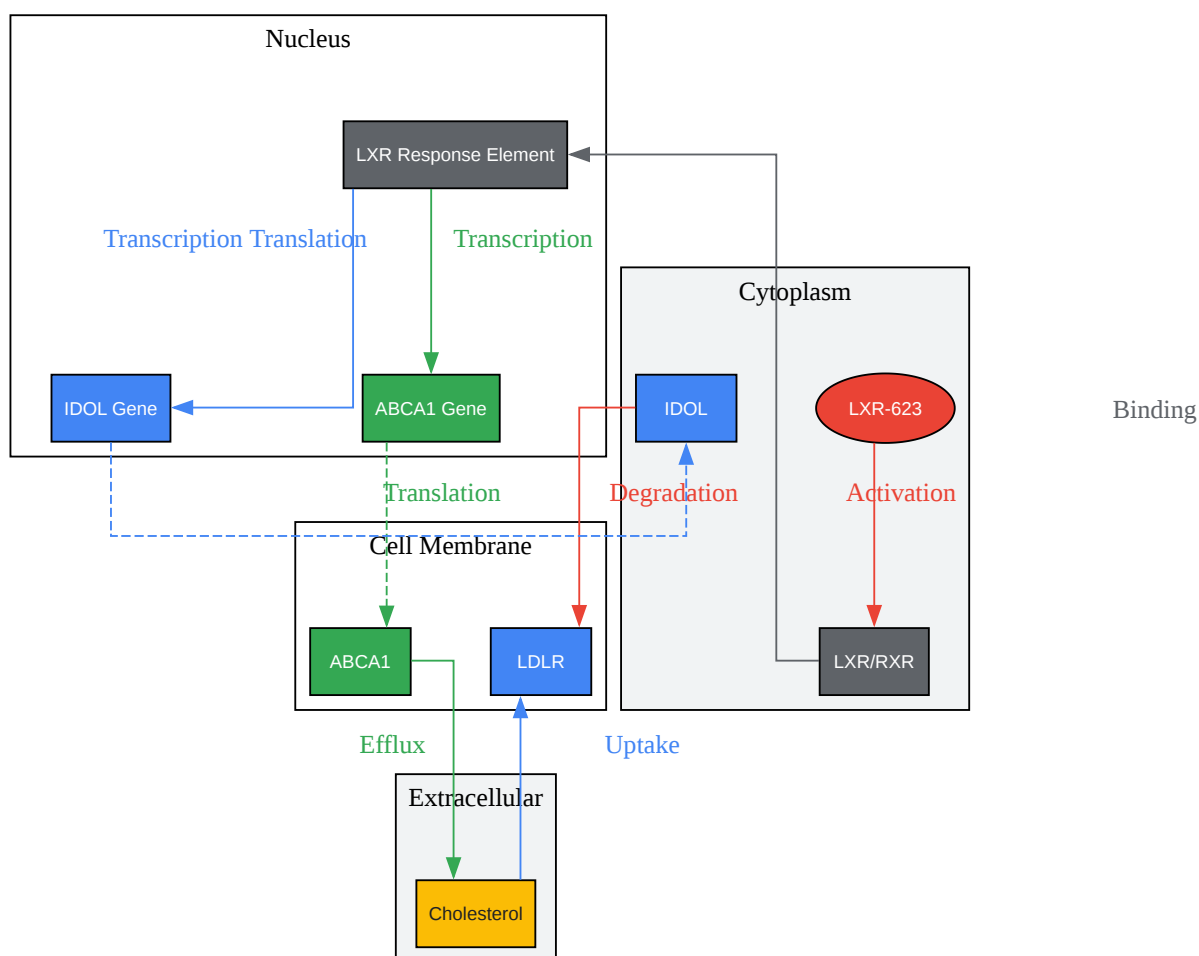 Nucleus
LXR Response Element
Transcription Translation
Transcription
Cytoplasm
IDOL Gene
ABCA1 Gene
IDOL
LXR-623
Binding
Translation
Degradation
Activation
Cell Membrane
ABCA1
LDLR
LXR/RXR
Efflux
Uptake
Extracellular
Cholesterol